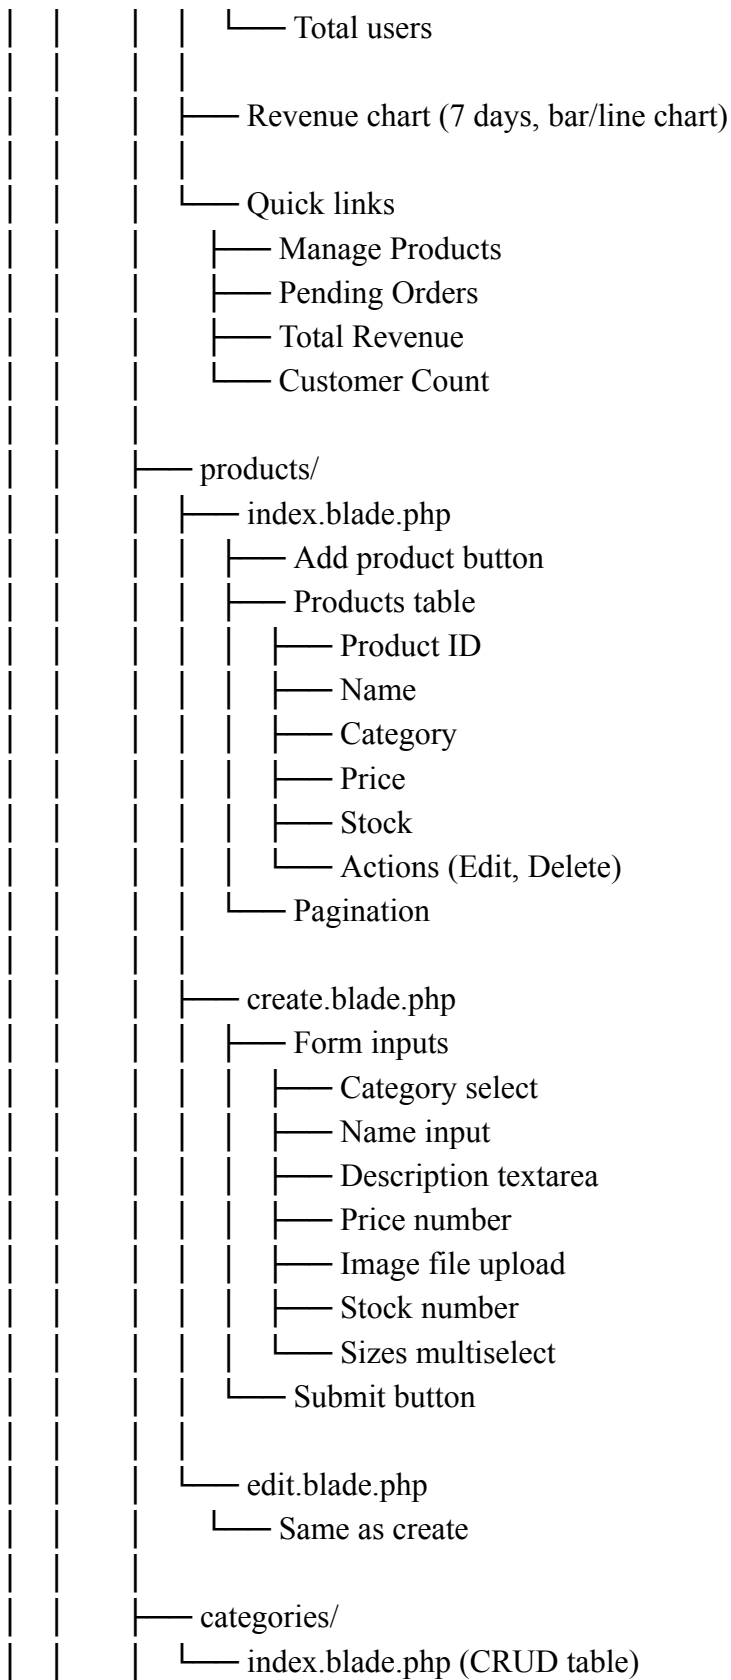 Total users
Revenue chart (7 days, bar/line chart)
Quick links
Manage Products
Pending Orders
Total Revenue
Customer Count
products/
index.blade.php
Add product button
Products table
Product ID
Name
Category
Price
Stock
Actions (Edit, Delete)
Pagination
create.blade.php
Form inputs
Category select
Name input
Description textarea
Price number
Image file upload
Stock number
Sizes multiselect
Submit button
edit.blade.php
Same as create
categories/
index.blade.php (CRUD table)